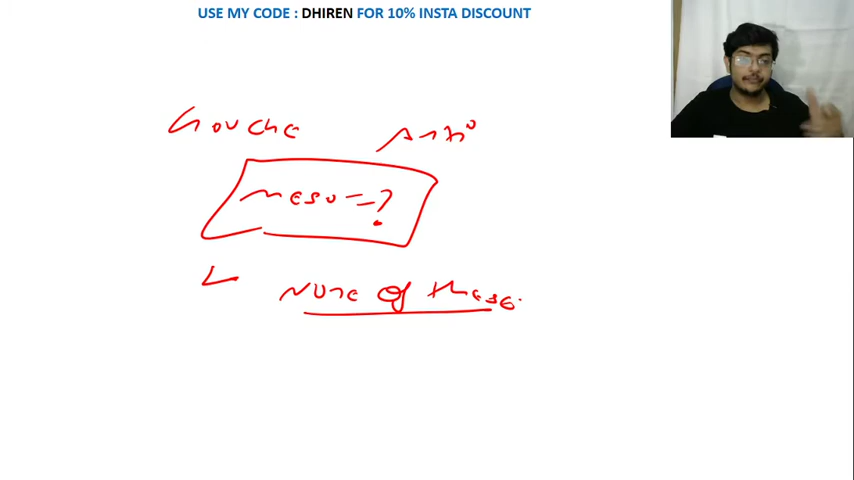 USE MY CODE : DHIREN FOR 10% INSTA DISCOUNT
Gouche
meso = ?
L
None of these